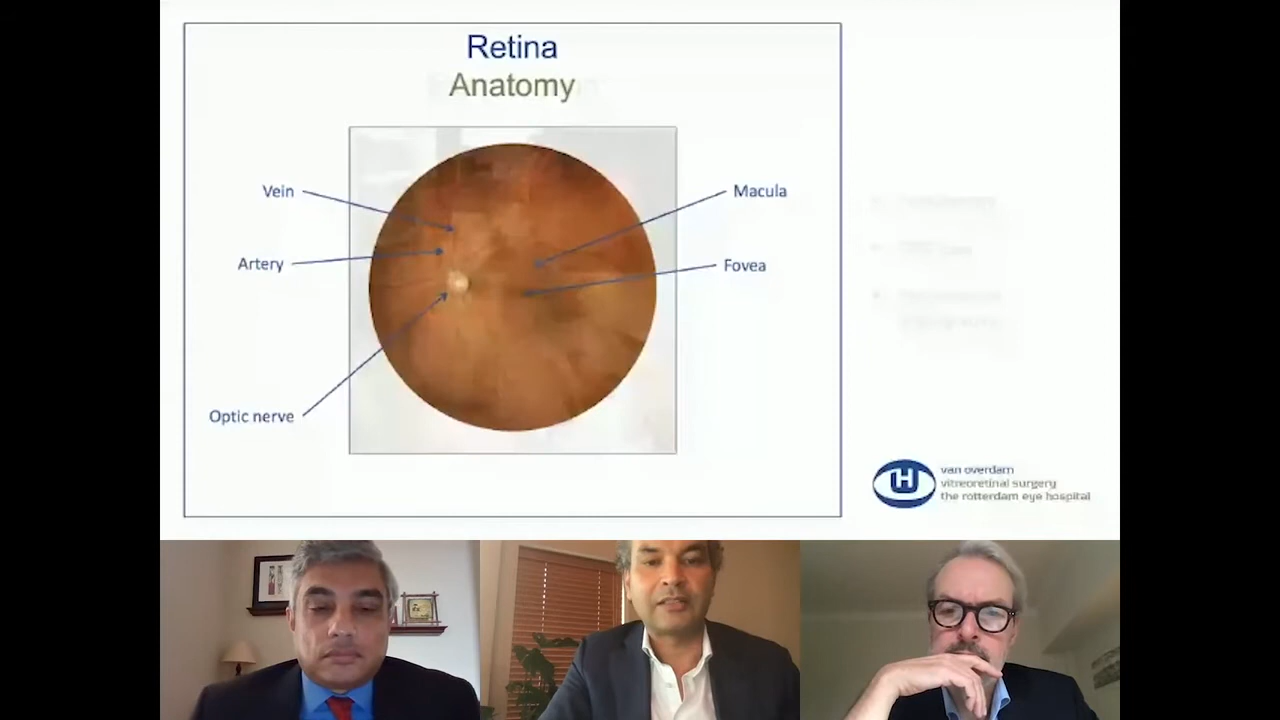 Retina
Anatomy
Vein
Macula
Artery
Fovea
Optic nerve
van overdam
vitreoretinal surgery
the rotterdam eye hospital